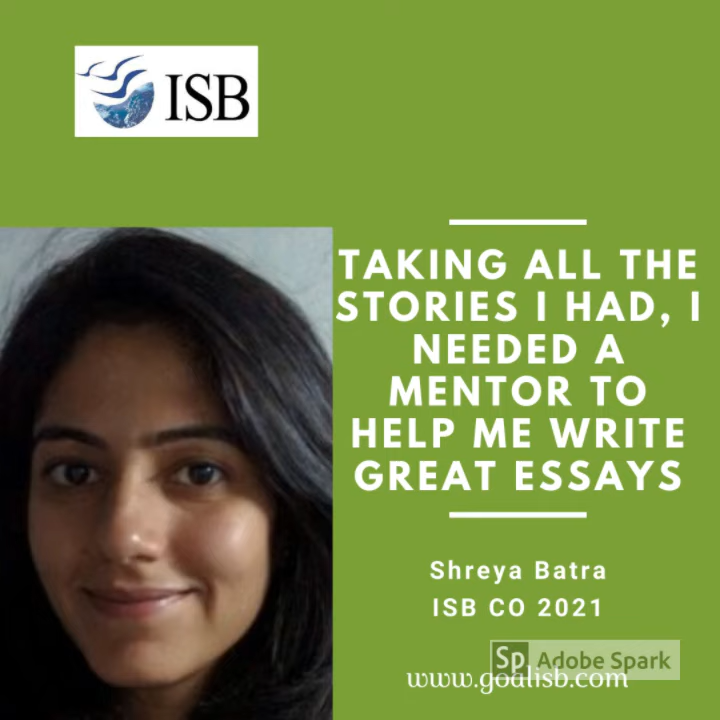 ISB
TAKING ALL THE
STORIES I HAD, I
NEEDED A
MENTOR TO
HELP ME WRITE
GREAT ESSAYS
Shreya Batra
ISB CO 2021
Sp Adobe Spark
www.goalisb.com